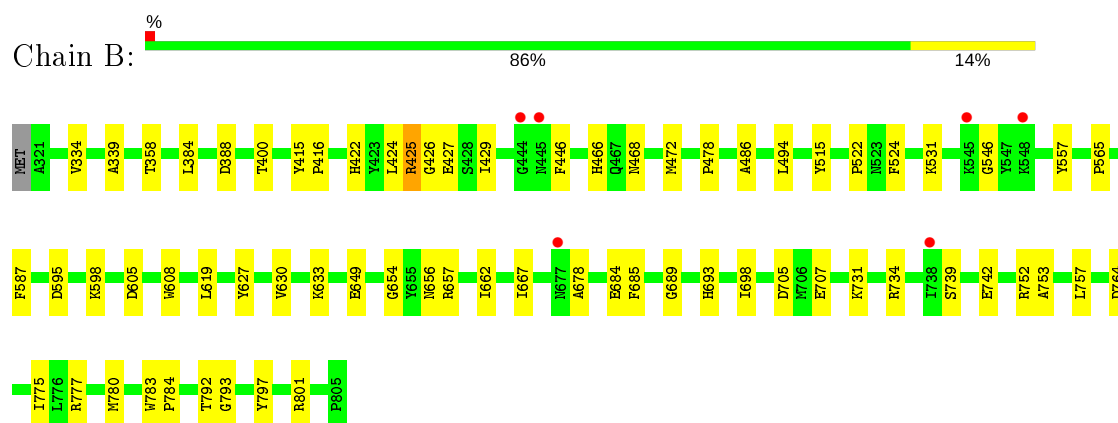 %
Chain B:
86% 14%
MET A321 V334 A339 T358 L384 D388 T400 Y415 P416 H422 Y423 L424 R425 G426 E427 S428 I429 G444 N445 F446 H466 Q467 N468 M472 P478 A486 L494 Y515 P522 N523 F524 K531 K545 G546 Y547 K548 Y557 P565
F587 D595 K598 D605 W608 L619 Y627 V630 K633 E649 G654 Y655 N656 R657 I662 I667 N677 A678 E684 F685 G689 H693 I698 D705 M706 E707 K731 R734 I738 S739 E742 R752 A753 L757
I775 L776 R777 M780 W783 P784 T792 G793 Y797 R801 P805